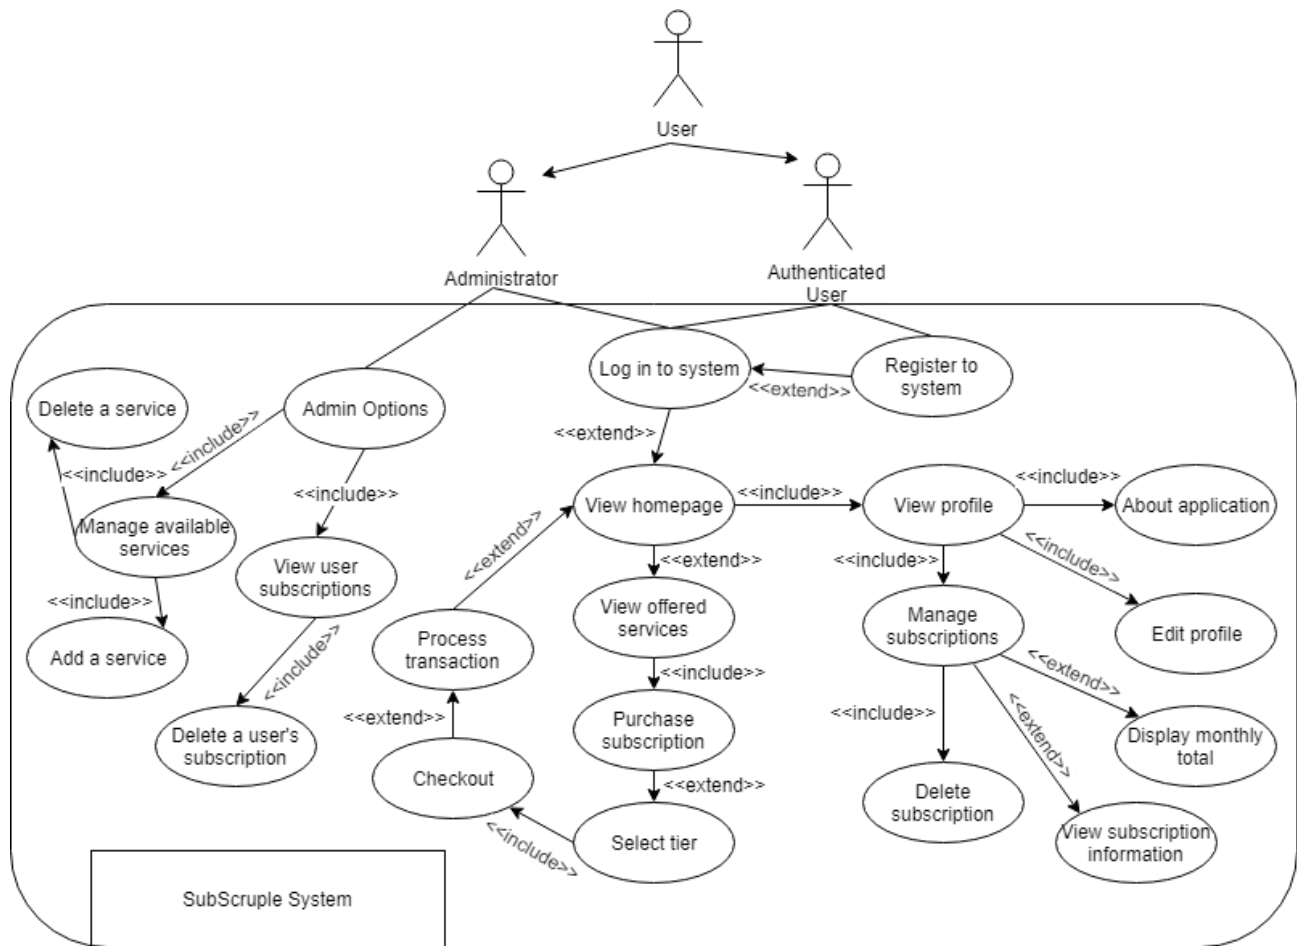 User
Administrator
Authenticated
User
Log in to system
Register to
system
<<extend>>
Delete a service
Admin Options
<<include>>
<<include>>
<<extend>>
<<include>>
Manage available
services
View homepage
<<include>>
View profile
<<include>>
About application
<<extend>>
<<extend>>
<<include>>
<<include>>
View user
subscriptions
<<include>>
View offered
services
Manage
subscriptions
Edit profile
Add a service
Process
transaction
<<include>>
<<include>>
<<extend>>
<<extend>>
<<extend>>
<<include>>
Delete a user's
subscription
Purchase
subscription
Display monthly
total
Checkout
<<extend>>
Delete
subscription
<<include>>
Select tier
View subscription
information
SubScruple System